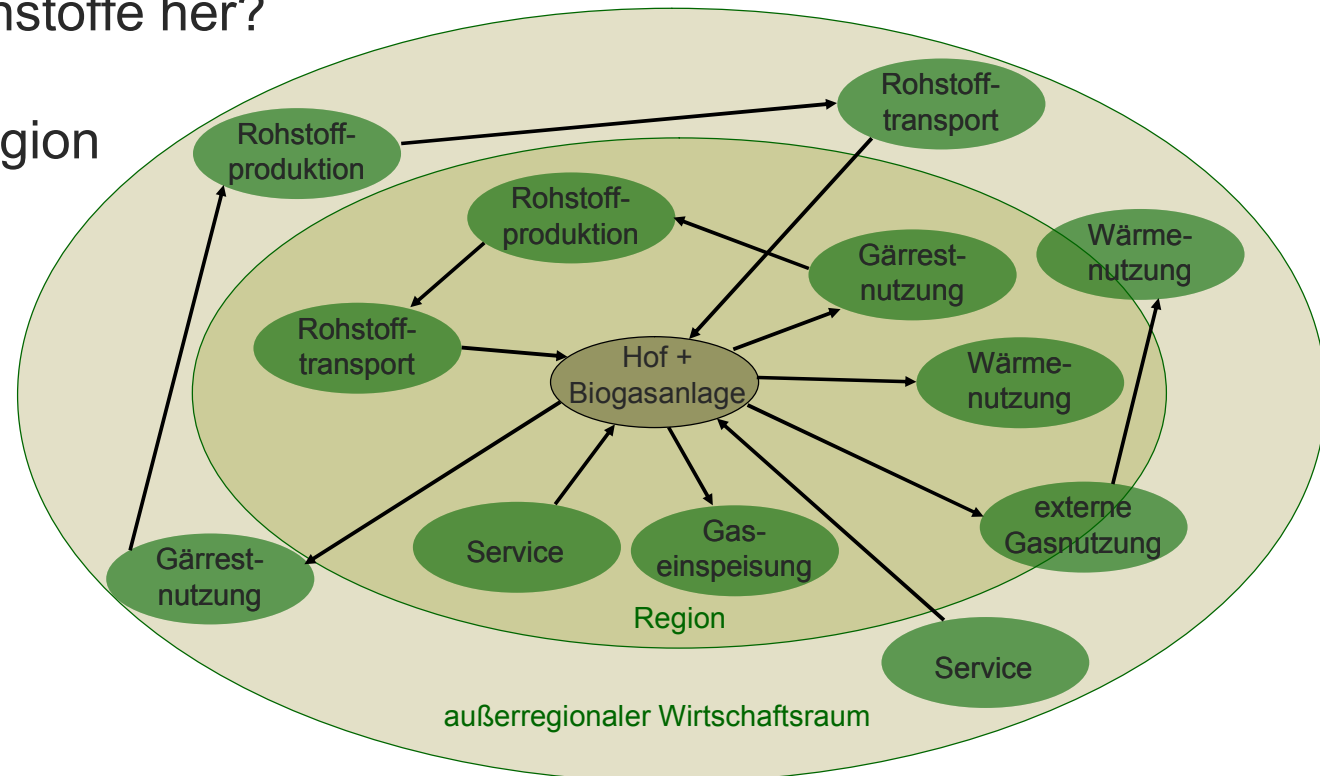 nstoffe her?
gion
Rohstoff-
transport
Rohstoff-
produktion
Rohstoff-
produktion
Wärme-
nutzung
Gärrest-
nutzung
Rohstoff-
transport
Hof +
Biogasanlage
Wärme-
nutzung
externe
Gasnutzung
Service
Gas-
einspeisung
Gärrest-
nutzung
Region
Service
außerregionaler Wirtschaftsraum